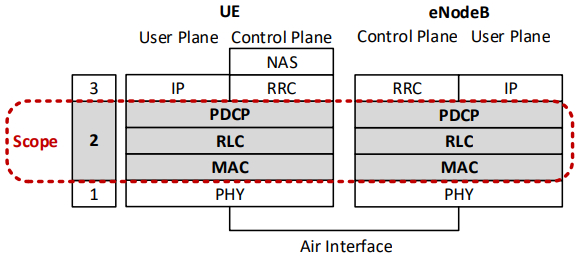 UE eNodeB
User Plane Control Plane Control Plane User Plane
NAS
3 IP RRC RRC IP
PDCP PDCP
Scope 2 RLC RLC
MAC MAC
1 PHY PHY
Air Interface